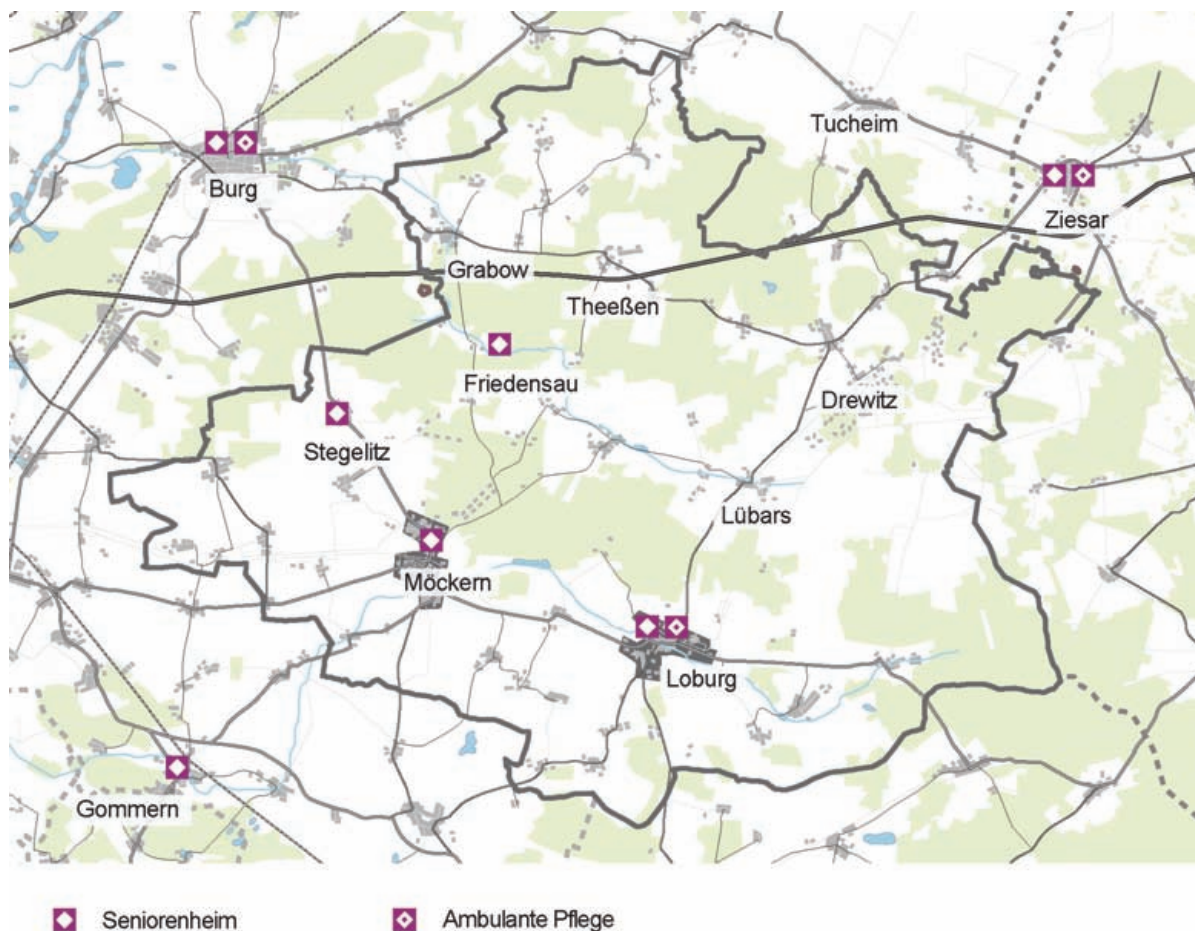 Tucheim
Burg
Ziesar
Grabow
Theeßen
Friedensau
Drewitz
Stegelitz
Lübars
Möckern
Loburg
Gommern
Seniorenheim
Ambulante Pflege